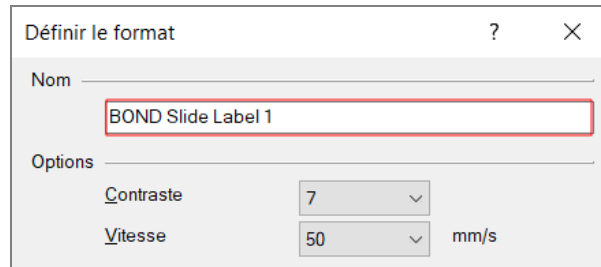 Définir le format ? ×
Nom
BOND Slide Label 1
Options
Contraste 7
Vitesse 50 mm/s